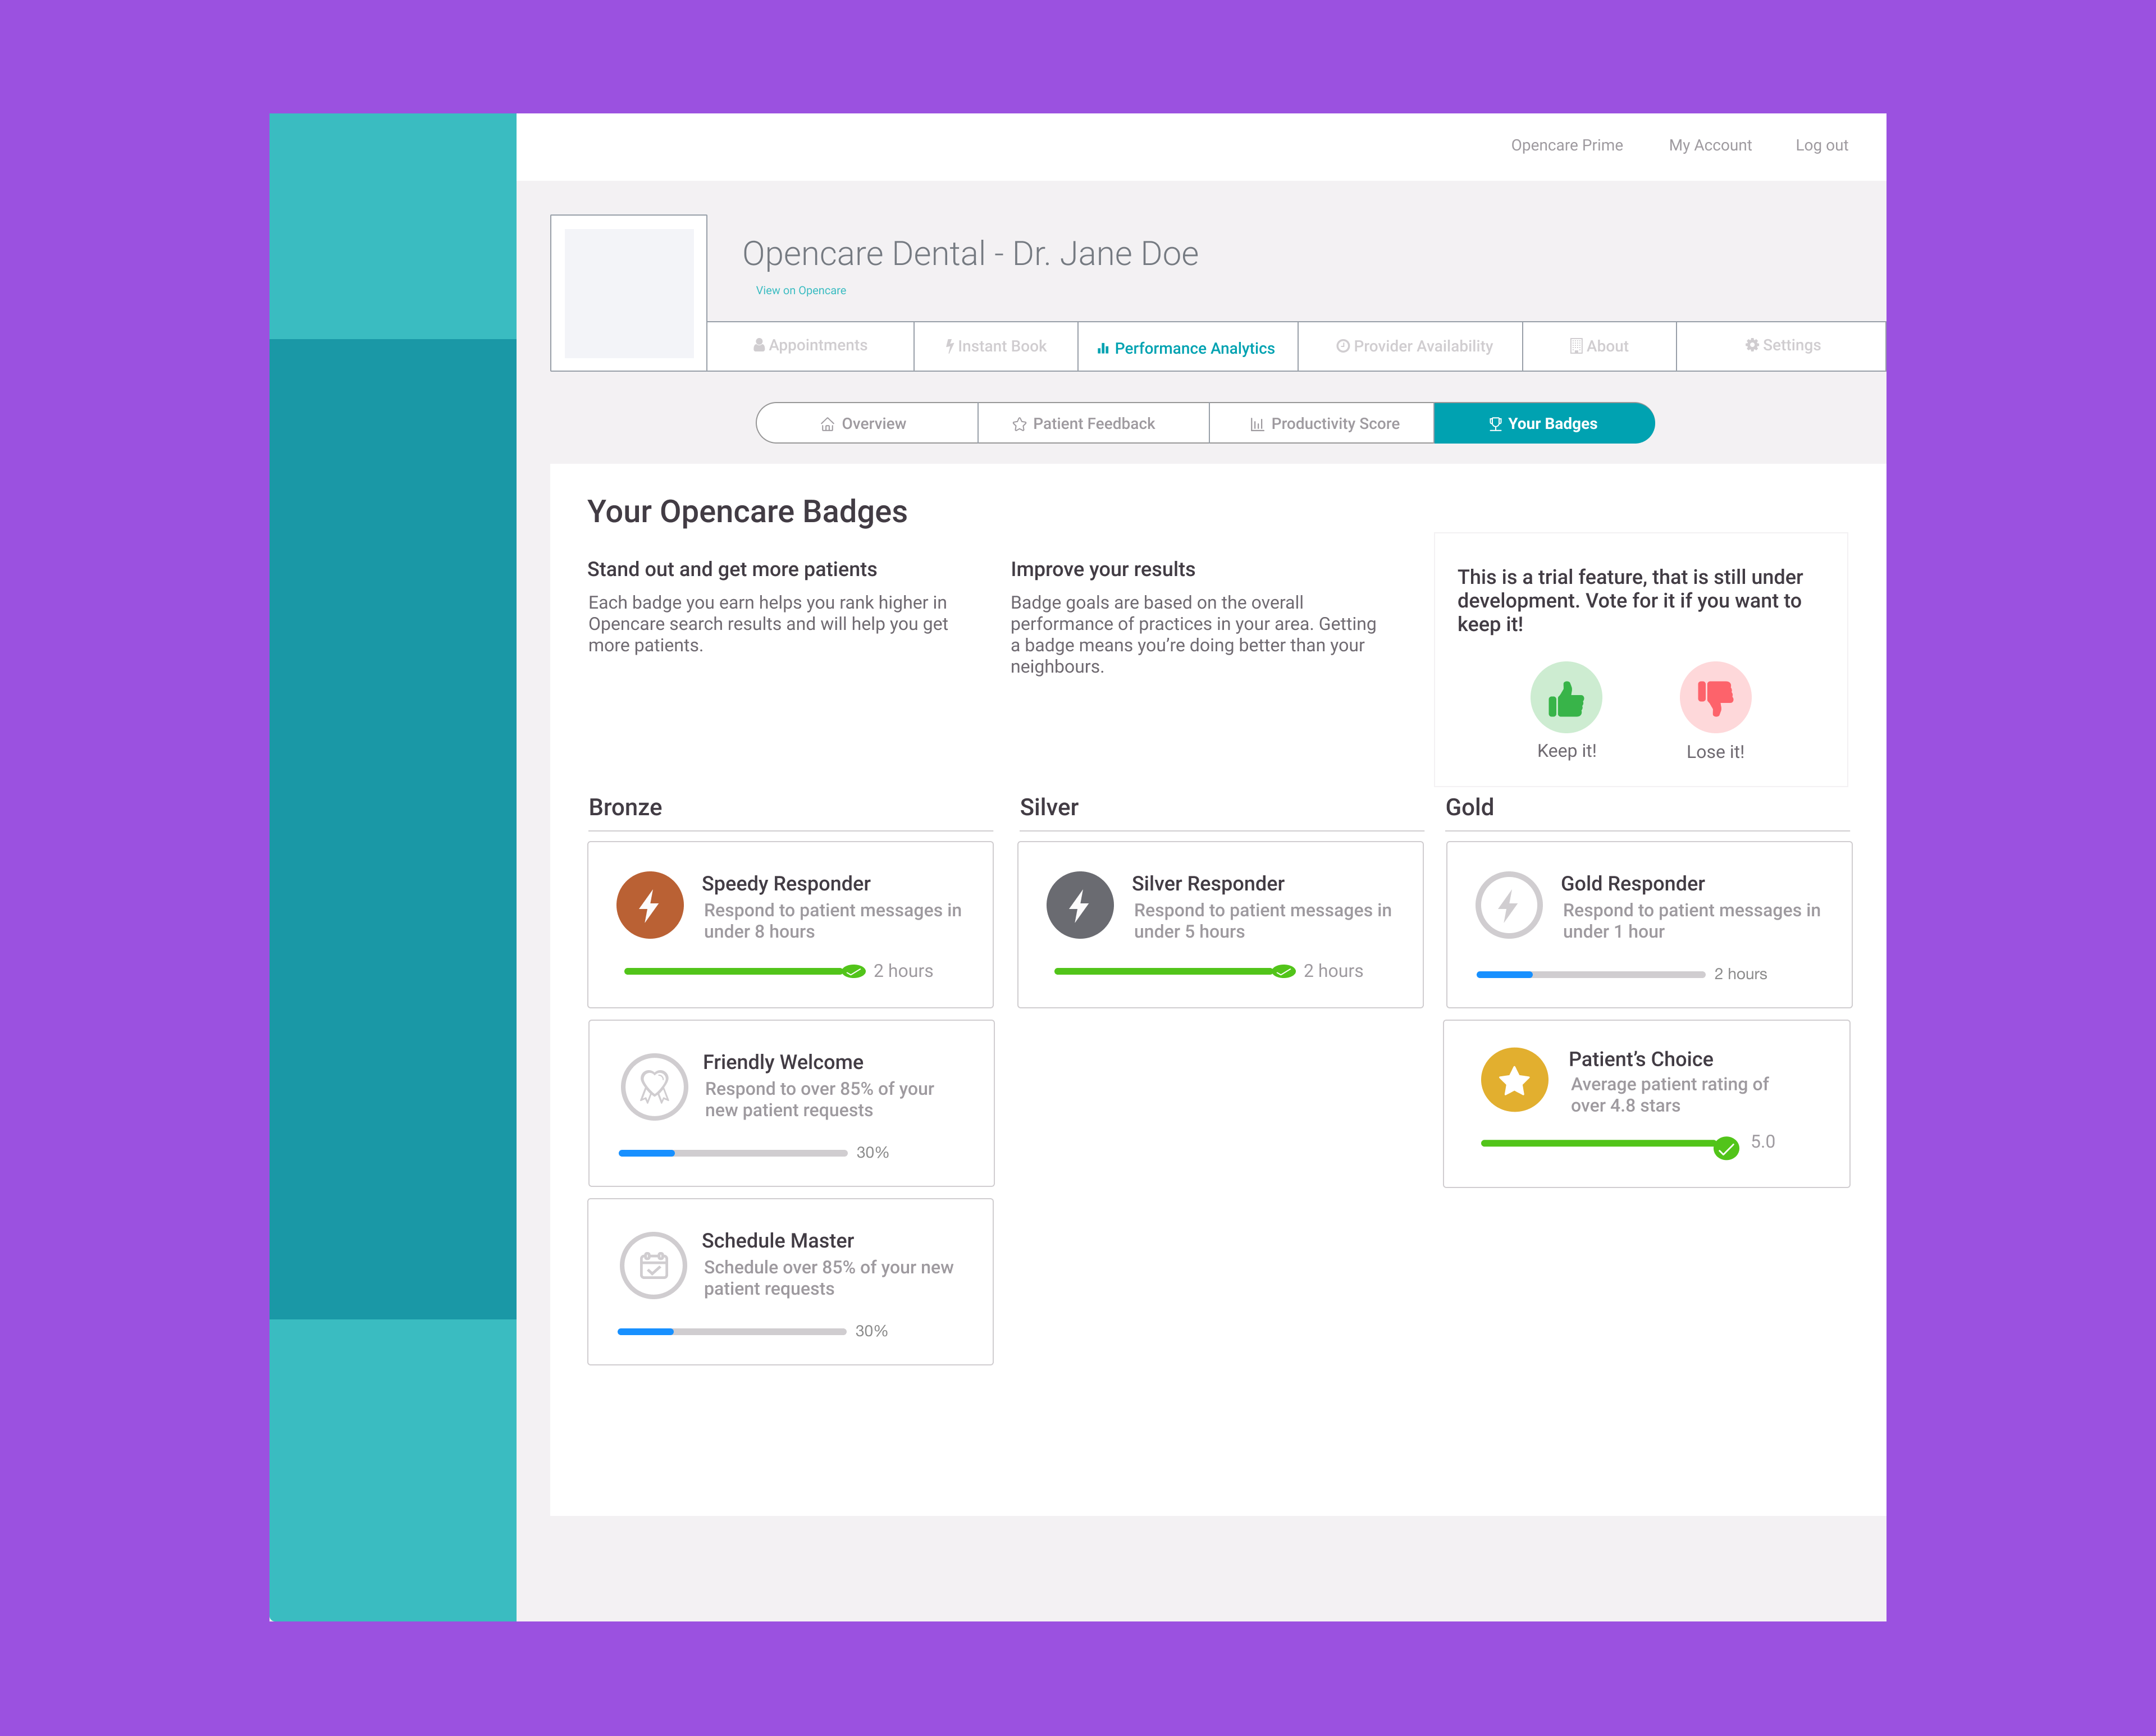 Opencare Prime
My Account
Log out
Opencare Dental - Dr. Jane Doe
View on Opencare
Appointments
Instant Book
Performance Analytics
Provider Availability
About
Settings
Overview
Patient Feedback
Productivity Score
Your Badges
Your Opencare Badges
Stand out and get more patients
Each badge you earn helps you rank higher in
Opencare search results and will help you get
more patients.
Improve your results
Badge goals are based on the overall
performance of practices in your area. Getting
a badge means you’re doing better than your
neighbours.
This is a trial feature, that is still under
development. Vote for it if you want to
keep it!
Keep it!
Lose it!
Bronze
Speedy Responder
Respond to patient messages in
under 8 hours
2 hours
Friendly Welcome
Respond to over 85% of your
new patient requests
30%
Schedule Master
Schedule over 85% of your new
patient requests
30%
Silver
Silver Responder
Respond to patient messages in
under 5 hours
2 hours
Gold
Gold Responder
Respond to patient messages in
under 1 hour
2 hours
Patient’s Choice
Average patient rating of
over 4.8 stars
5.0